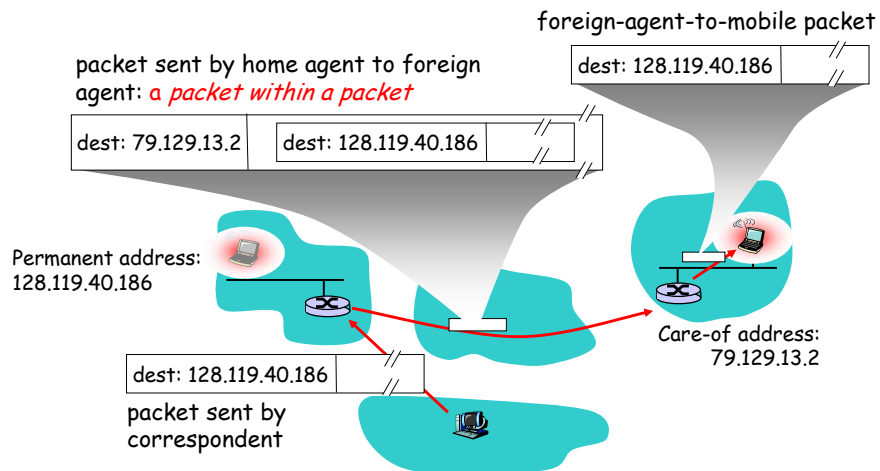 foreign-agent-to-mobile packet
dest: 128.119.40.186
packet sent by home agent to foreign
agent: a packet within a packet
dest: 79.129.13.2
dest: 128.119.40.186
Permanent address:
128.119.40.186
Care-of address:
79.129.13.2
dest: 128.119.40.186
packet sent by
correspondent